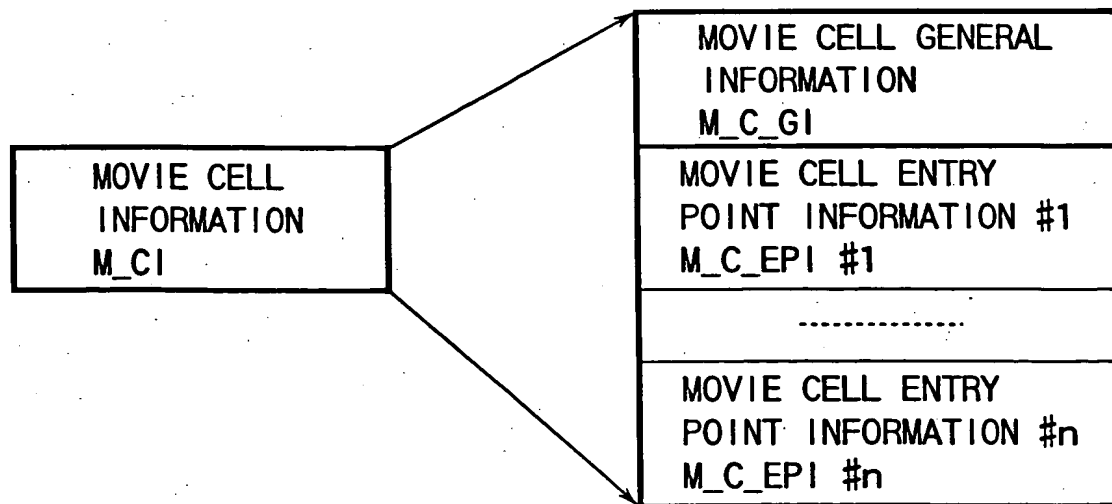 MOVIE CELL
INFORMATION
M_CI
MOVIE CELL GENERAL
INFORMATION
M_C_GI
MOVIE CELL ENTRY
POINT INFORMATION #1
M_C_EPI #1
---------------
MOVIE CELL ENTRY
POINT INFORMATION #n
M_C_EPI #n